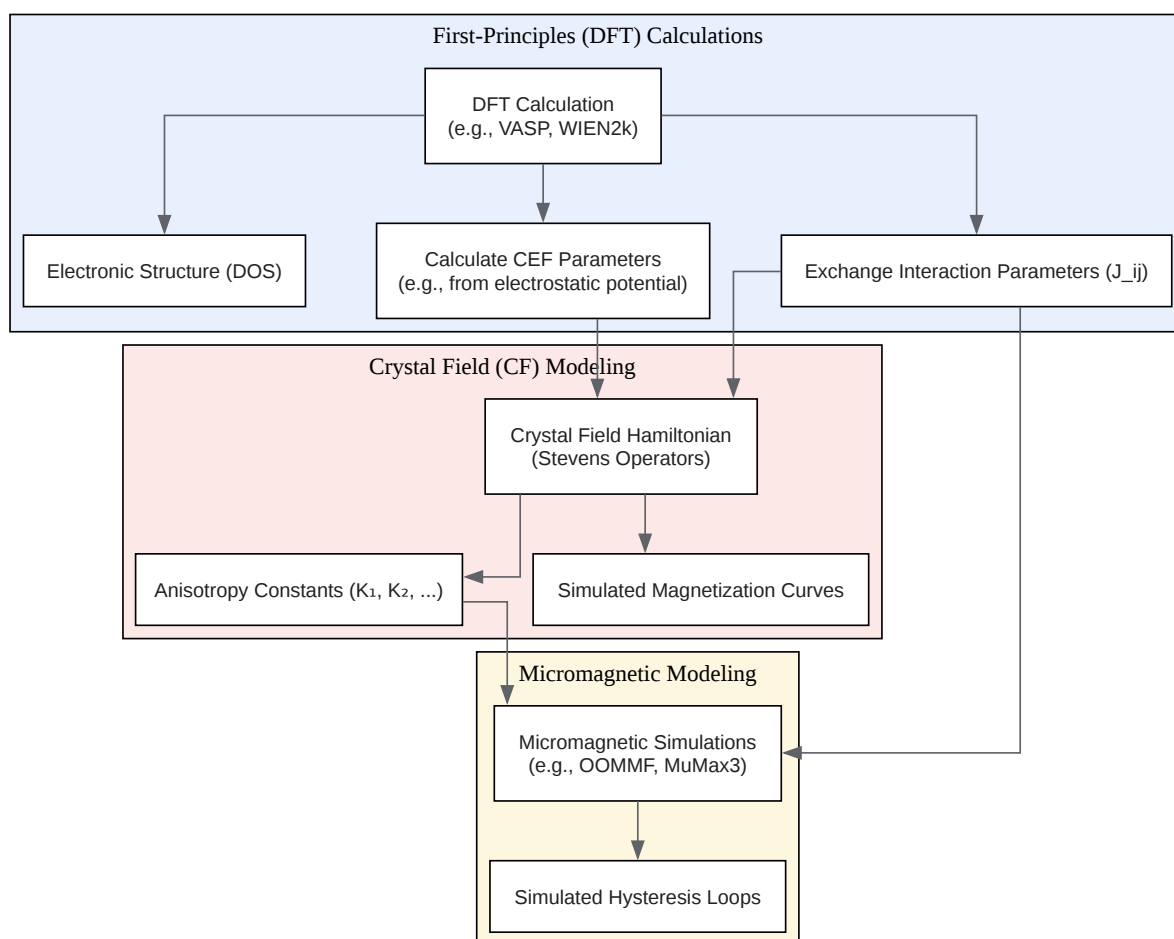 First-Principles (DFT) Calculations
DFT Calculation
(e.g., VASP, WIEN2k)
Electronic Structure (DOS)
Calculate CEF Parameters
(e.g., from electrostatic potential)
Exchange Interaction Parameters (J_ij)
Crystal Field (CF) Modeling
Crystal Field Hamiltonian
(Stevens Operators)
Anisotropy Constants (K₁, K₂, ...)
Simulated Magnetization Curves
Micromagnetic Modeling
Micromagnetic Simulations
(e.g., OOMMF, MuMax3)
Simulated Hysteresis Loops